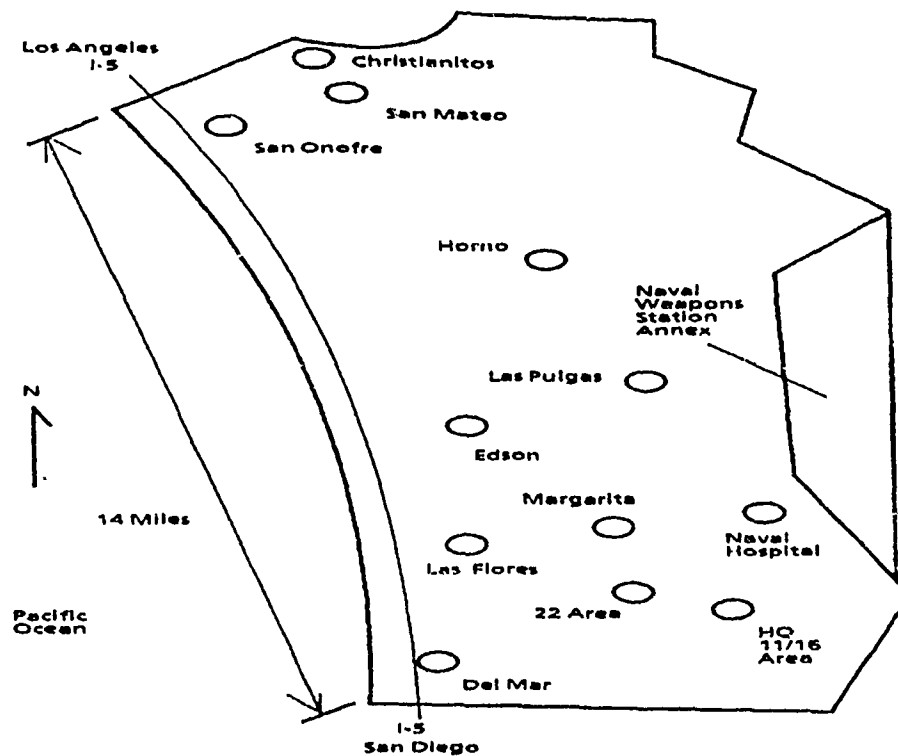 Los Angeles
I-5
Christianitos
San Mateo
San Onofre
Horno
Naval
Weapons
Station
Annex
Las Pulgas
N
Edson
14 Miles
Margarita
Naval
Hospital
Las Flores
22 Area
Pacific
Ocean
HQ
11/16
Area
Del Mar
I-5
San Diego